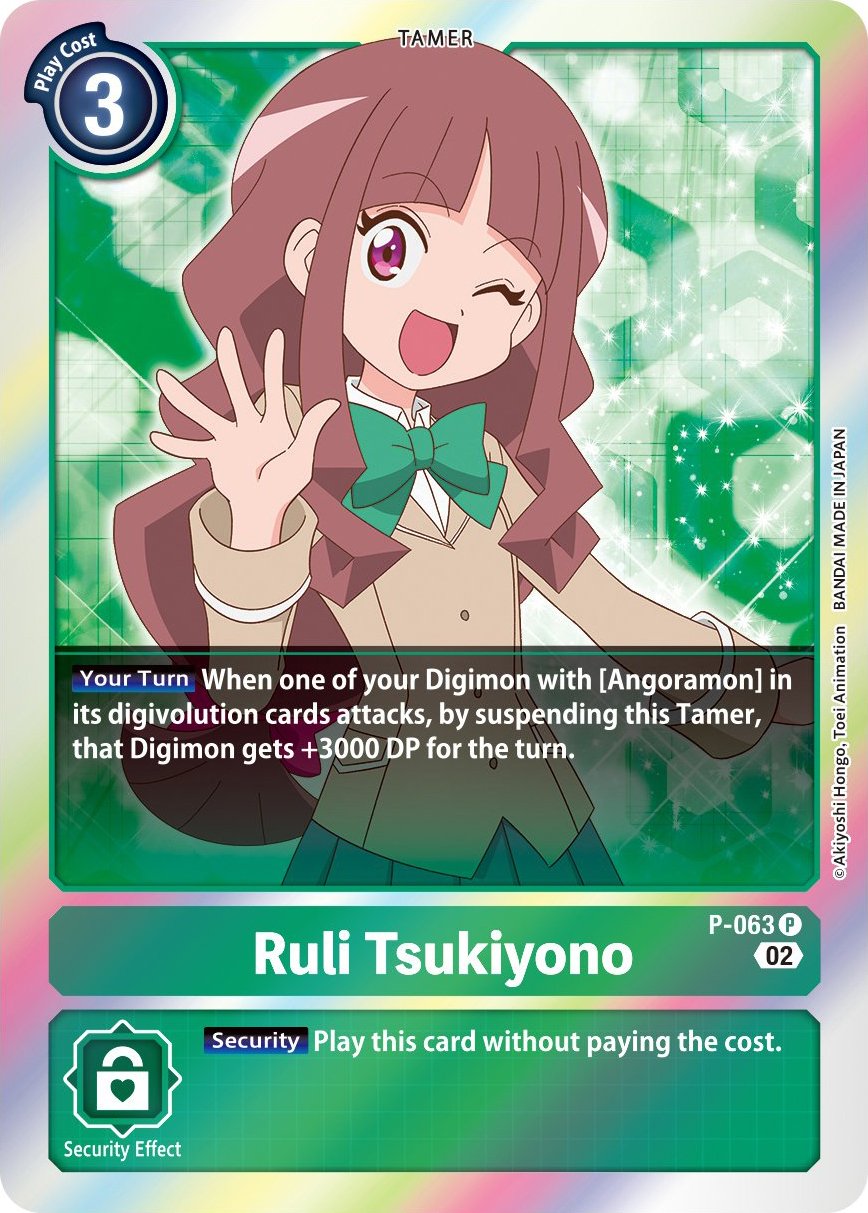 TAMER
Play Cost
3
Your Turn When one of your Digimon with [Angoramon] in
its digivolution cards attacks, by suspending this Tamer,
that Digimon gets +3000 DP for the turn.
©Akiyoshi Hongo, Toei Animation BANDAI MADE IN JAPAN
P-063 P
Ruli Tsukiyono
02
Security Play this card without paying the cost.
Security Effect